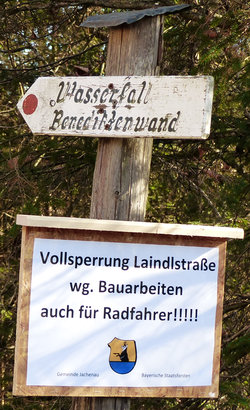 Wasserfall
Benediktenwand
Vollsperrung Laindlstraße
wg. Bauarbeiten
auch für Radfahrer!!!!!
Gemeinde Jachenau Bayerische Staatsforsten